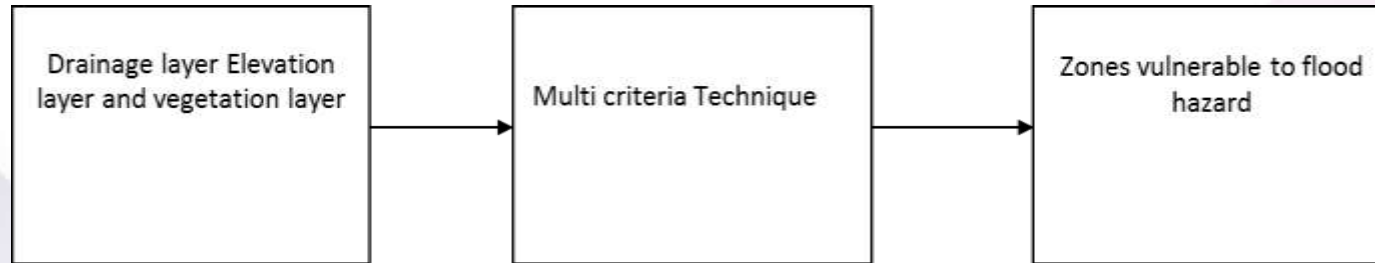 Drainage layer Elevation
layer and vegetation layer
Multi criteria Technique
Zones vulnerable to flood
hazard